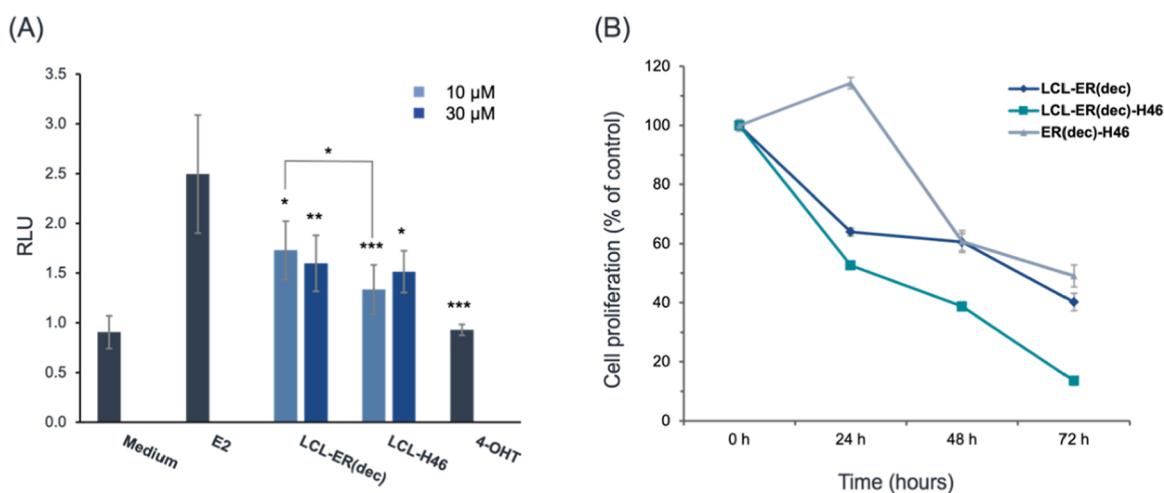 (A)
3.5
3.0
2.5
2.0
1.5
1.0
0.5
0.0
RLU
10 µM
30 µM
*
*
**
***
*
***
Medium
E2
LCL-ER(dec)
LCL-H46
4-OHT
(B)
120
100
80
60
40
20
0
Cell proliferation (% of control)
LCL-ER(dec)
LCL-ER(dec)-H46
ER(dec)-H46
0 h
24 h
48 h
72 h
Time (hours)